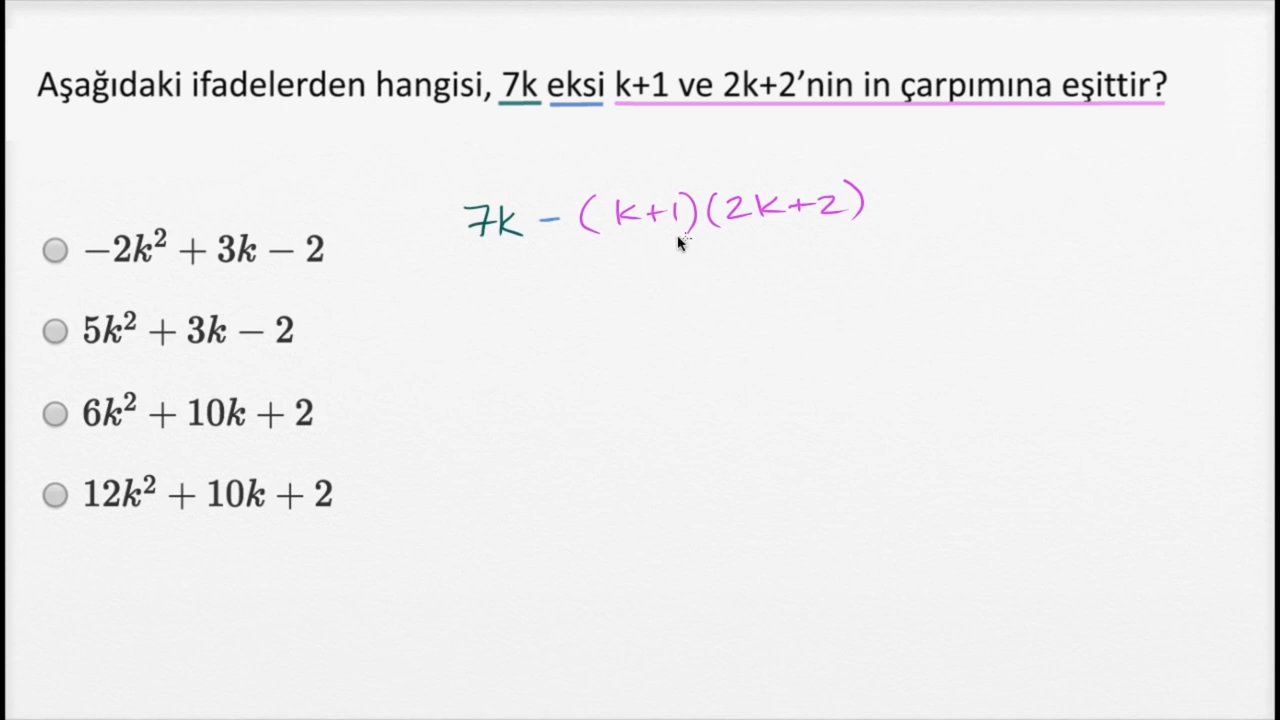 Aşağıdaki ifadelerden hangisi, 7k eksi k+1 ve 2k+2’nin in çarpımına eşittir?
7k - (k+1)(2k+2)
−2k² + 3k − 2
5k² + 3k − 2
6k² + 10k + 2
12k² + 10k + 2